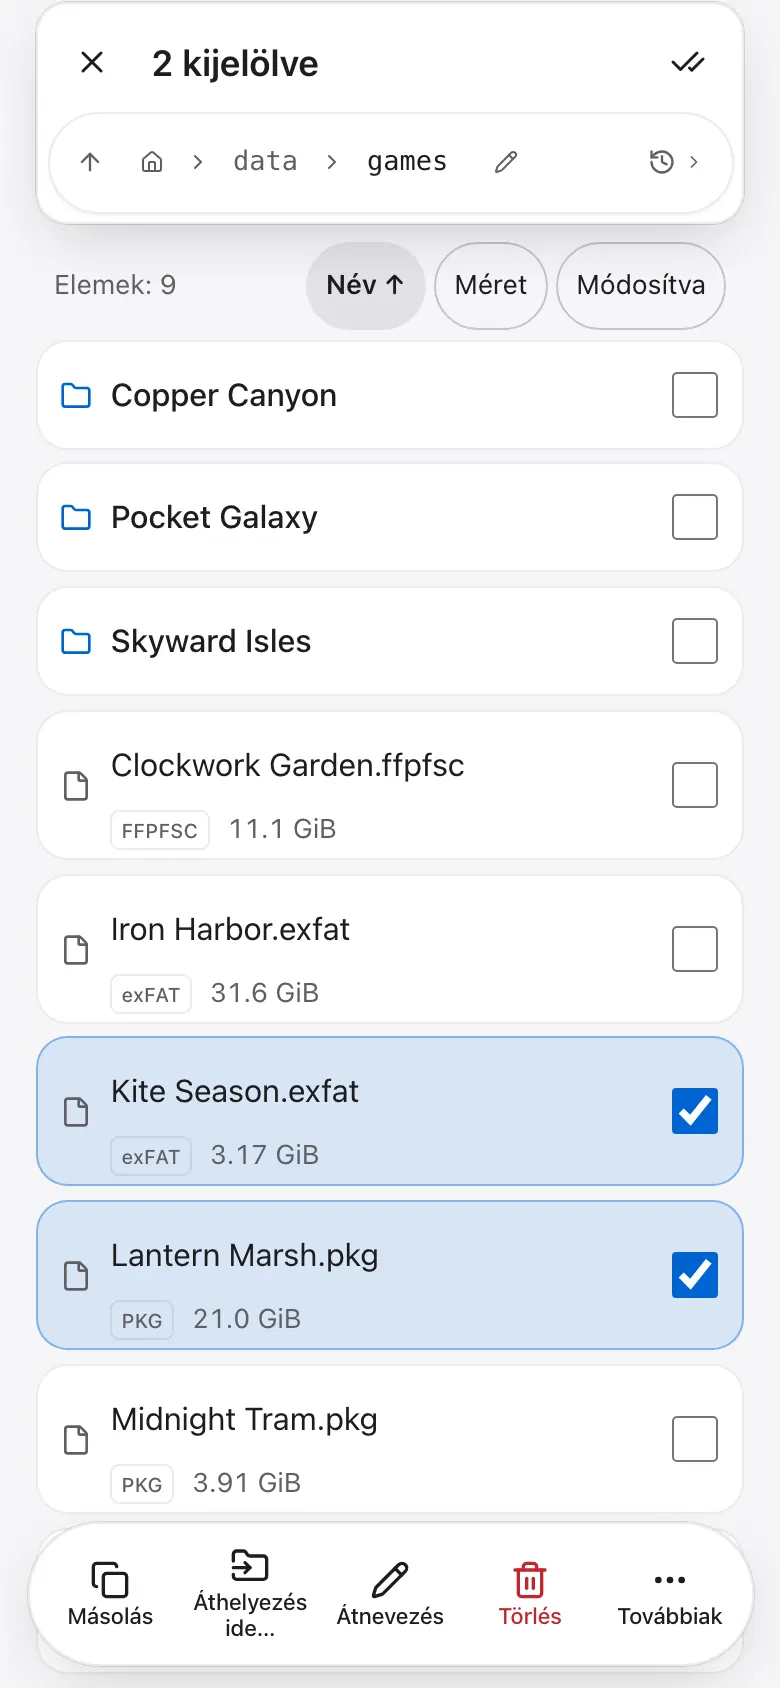 2 kijelölve
data
games
Elemek: 9
Név ↑
Méret
Módosítva
Copper Canyon
Pocket Galaxy
Skyward Isles
Clockwork Garden.ffpfsc
FFPFSC 11.1 GiB
Iron Harbor.exfat
exFAT 31.6 GiB
Kite Season.exfat
exFAT 3.17 GiB
Lantern Marsh.pkg
PKG 21.0 GiB
Midnight Tram.pkg
PKG 3.91 GiB
Másolás
Áthelyezés
ide...
Átnevezés
Törlés
Továbbiak